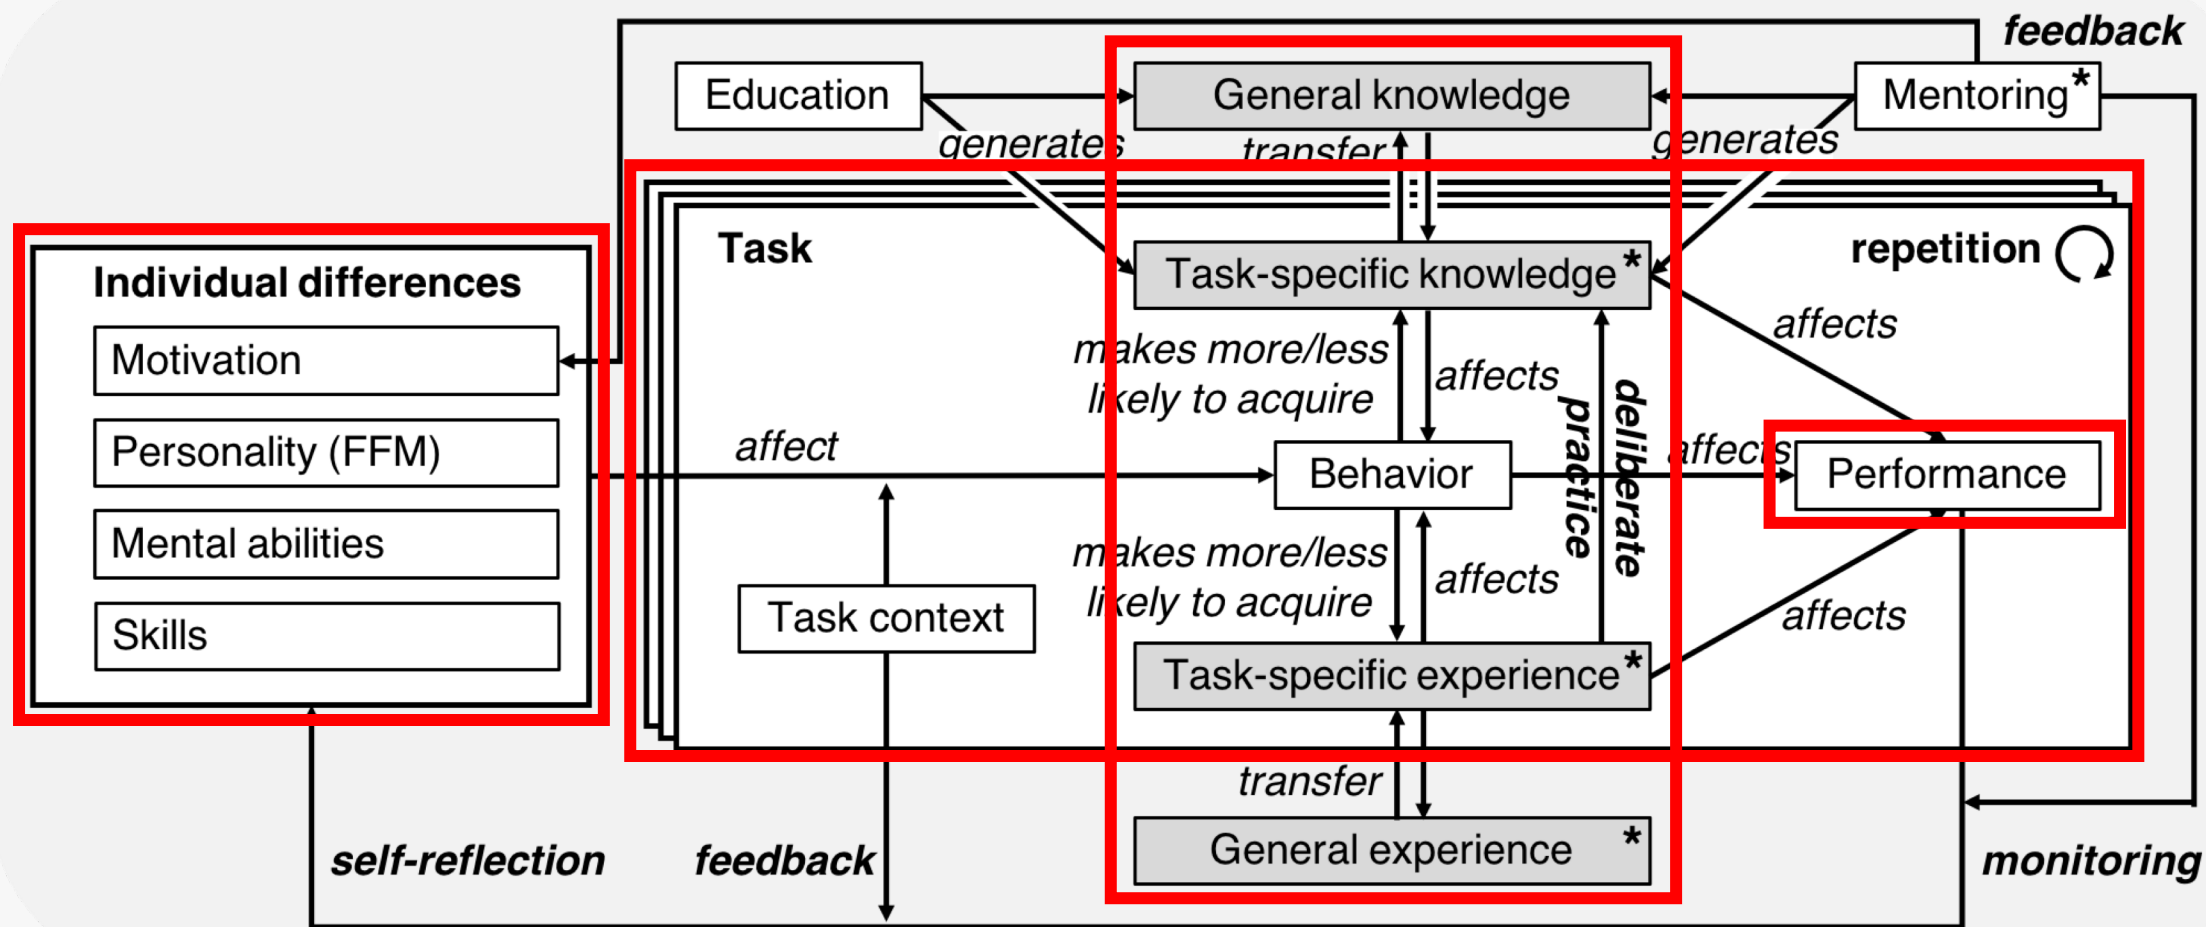 feedback
Education
General knowledge
Mentoring*
generates
transfer
generates
Task
repetition
Individual differences
Task-specific knowledge*
Motivation
makes more/less
likely to acquire
affects
affects
deliberate
practice
Personality (FFM)
affect
Behavior
affects
Performance
Mental abilities
makes more/less
likely to acquire
affects
Task context
affects
Skills
Task-specific experience*
transfer
self-reflection
feedback
General experience *
monitoring